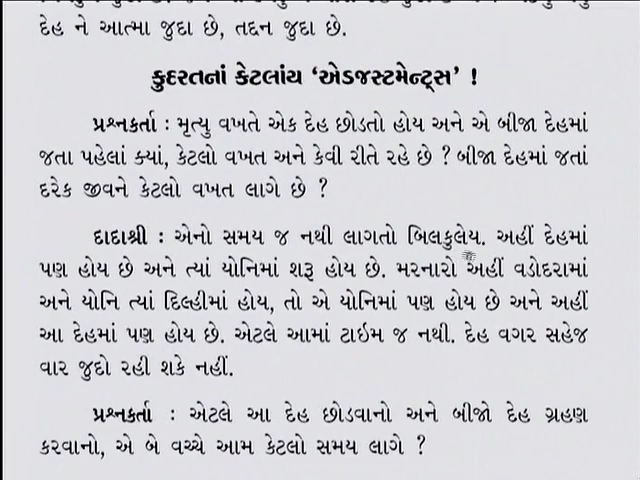 દેહ ને આત્મા જુદા છે, તદ્દન જુદા છે.
કુદરતનાં કેટલાંય ‘એડજસ્ટમેન્ટ્સ’ !
પ્રશ્નકર્તા : મૃત્યુ વખતે એક દેહ છોડતો હોય અને એ બીજા દેહમાં
જતા પહેલાં ક્યાં, કેટલો વખત અને કેવી રીતે રહે છે ? બીજા દેહમાં જતાં
દરેક જીવને કેટલો વખત લાગે છે ?
દાદાશ્રી : એનો સમય જ નથી લાગતો બિલકુલેય. અહીં દેહમાં
પણ હોય છે અને ત્યાં યોનિમાં શરૂ હોય છે. મરનારો અહીં વડોદરામાં
અને યોનિ ત્યાં દિલ્હીમાં હોય, તો એ યોનિમાં પણ હોય છે અને અહીં
આ દેહમાં પણ હોય છે. એટલે આમાં ટાઇમ જ નથી. દેહ વગર સહેજ
વાર જુદો રહી શકે નહીં.
પ્રશ્નકર્તા : એટલે આ દેહ છોડવાનો અને બીજો દેહ ગ્રહણ
કરવાનો, એ બે વચ્ચે આમ કેટલો સમય લાગે ?